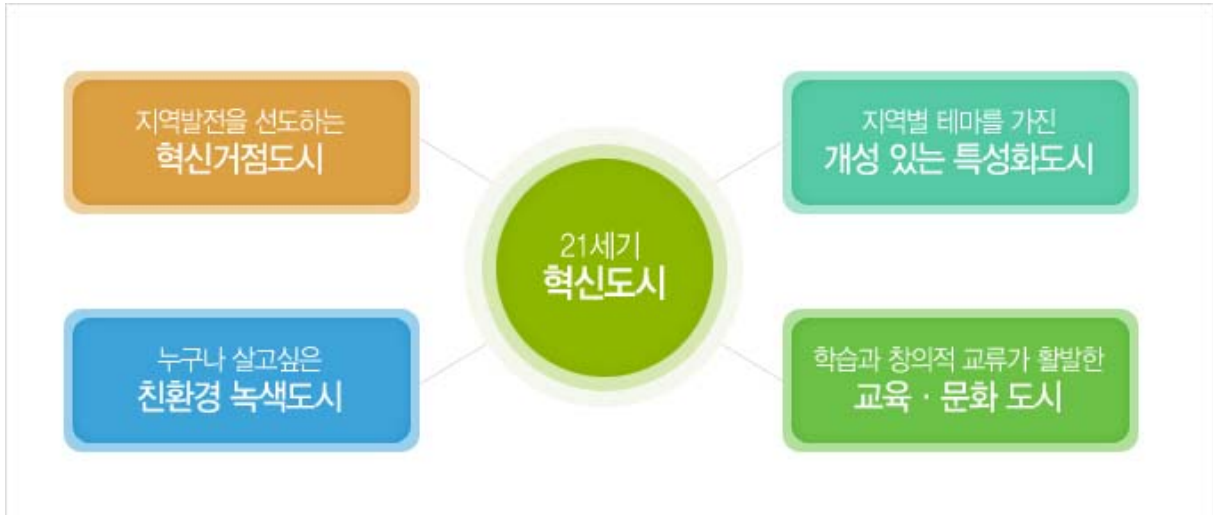 지역발전을 선도하는
혁신거점도시
지역별 테마를 가진
개성 있는 특성화도시
21세기
혁신도시
누구나 살고싶은
친환경 녹색도시
학습과 창의적 교류가 활발한
교육 · 문화 도시